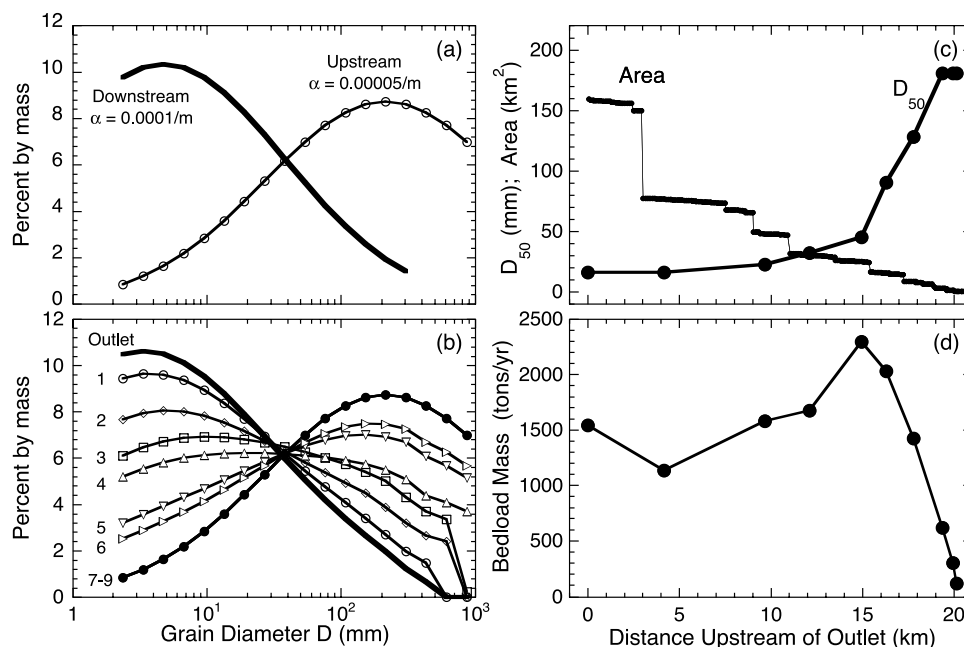 12
10
8
6
4
2
0
Percent by mass
(a)
Downstream
α = 0.0001/m
Upstream
α = 0.00005/m
12
10
8
6
4
2
0
Percent by mass
(b)
Outlet
1
2
3
4
5
6
7-9
1 10¹ 10² 10³
Grain Diameter D (mm)
200
150
100
50
0
D₅₀ (mm); Area (km²)
(c)
Area
D₅₀
2500
2000
1500
1000
500
0
Bedload Mass (tons/yr)
(d)
0 5 10 15 20
Distance Upstream of Outlet (km)